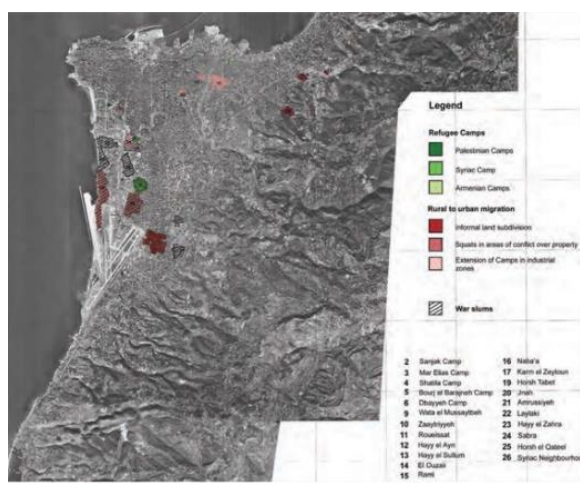 Legend
Refugee Camps
Palestinian Camps
Syriac Camp
Armenian Camps
Rural to urban migration
Informal land subdivision
Squats in areas of conflict over property
Extension of Camps in industrial
zones
War slums
2 Sanjak Camp
3 Mar Elias Camp
4 Shatila Camp
5 Bourj el Barajneh Camp
6 Dbayyeh Camp
9 Wata el Mussaytbeh
10 Zaaytriyyeh
11 Roueissat
12 Hayy el Ayn
13 Hayy el Sullum
14 El Ouzaii
15 Raml
16 Naba'a
17 Karm el Zeytoun
19 Horsh Tabet
20 Jnah
21 Amrussiyeh
22 Laylaki
23 Hayy el Zahra
24 Sabra
25 Horsh el Qateel
26 Syriac Neighbourhoo